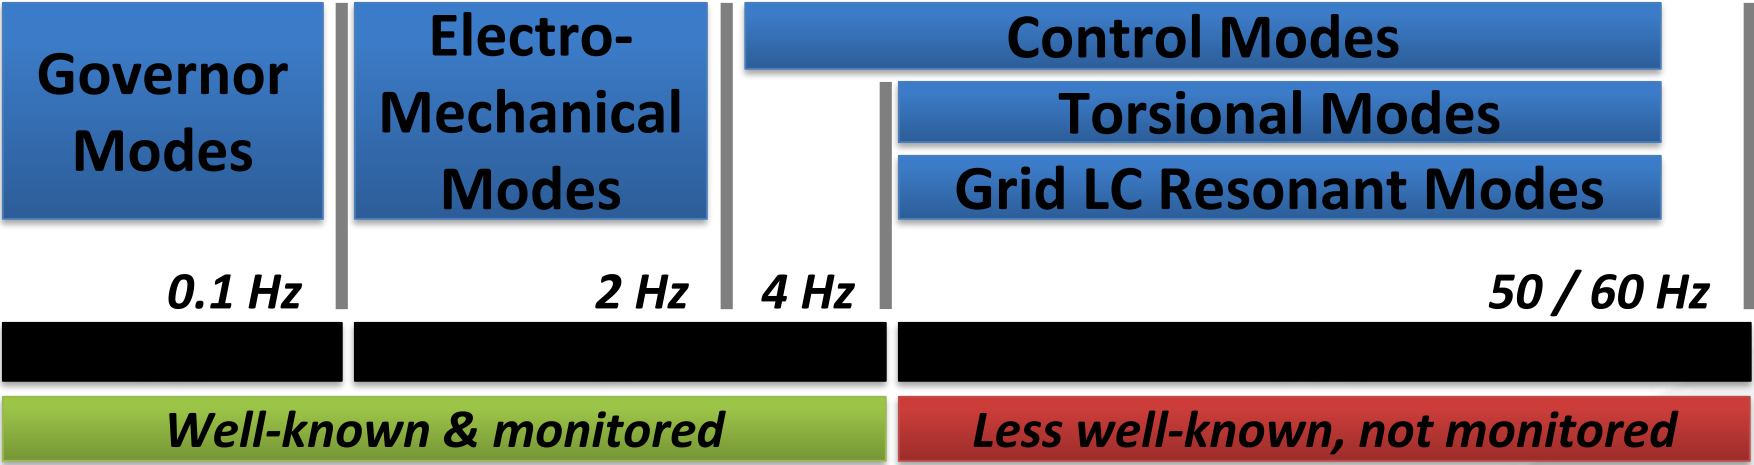 Governor
Modes
Electro-
Mechanical
Modes
Control Modes
Torsional Modes
Grid LC Resonant Modes
0.1 Hz
2 Hz
4 Hz
50 / 60 Hz
Well-known & monitored
Less well-known, not monitored